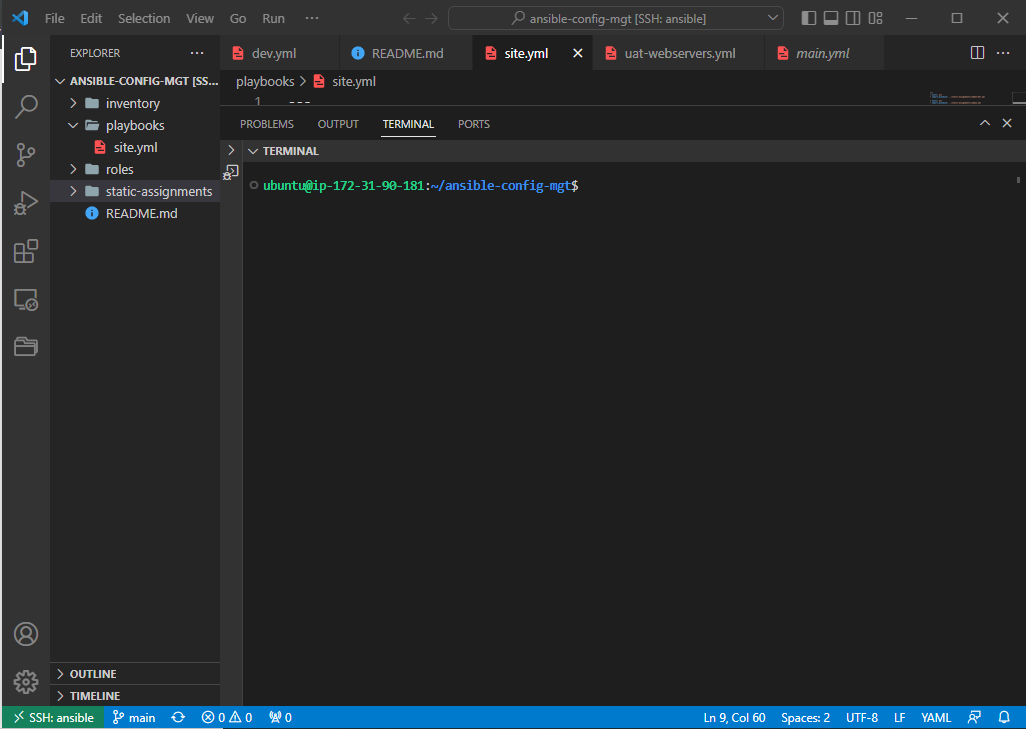 File Edit Selection View Go Run ··· ansible-config-mgt [SSH: ansible]
EXPLORER ···
dev.yml README.md site.yml uat-webservers.yml main.yml
ANSIBLE-CONFIG-MGT [SS...
playbooks > site.yml
inventory
1 ---
playbooks
PROBLEMS OUTPUT TERMINAL PORTS
site.yml
TERMINAL
roles
static-assignments
ubuntu@ip-172-31-90-181:~/ansible-config-mgt$
README.md
OUTLINE
TIMELINE
SSH: ansible main 0 0 0 Ln 9, Col 60 Spaces: 2 UTF-8 LF YAML